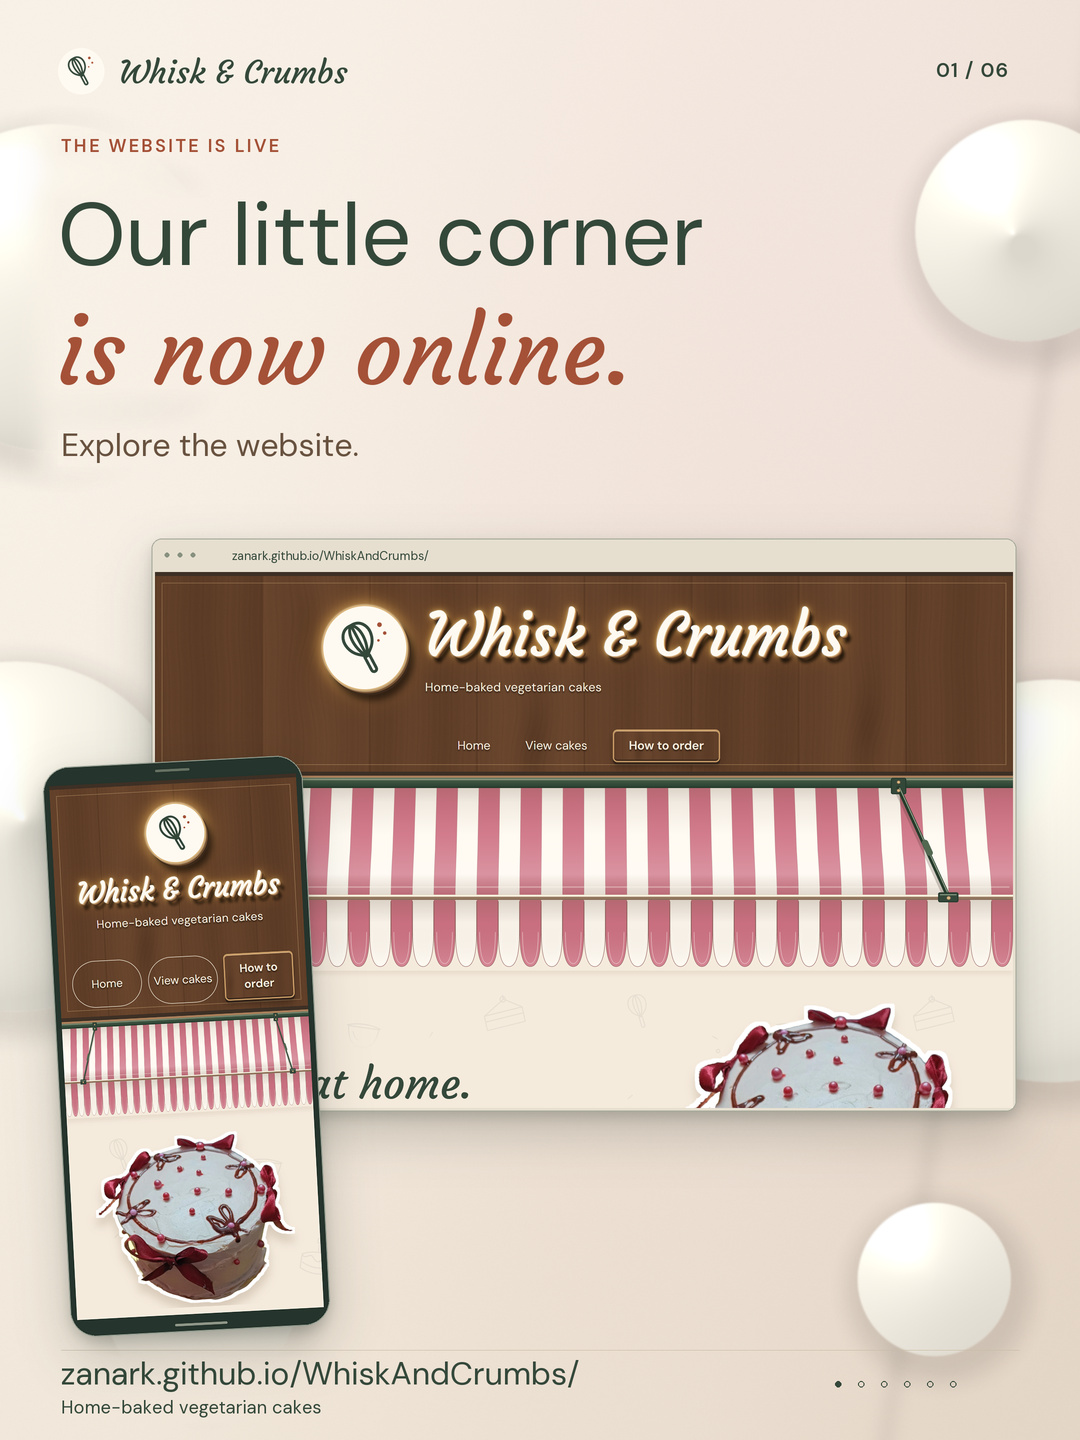 Whisk & Crumbs
01 / 06
THE WEBSITE IS LIVE
Our little corner
is now online.
Explore the website.
zanark.github.io/WhiskAndCrumbs/
Whisk & Crumbs
Home-baked vegetarian cakes
Home
View cakes
How to order
at home.
Whisk & Crumbs
Home-baked vegetarian cakes
Home
View cakes
How to
order
zanark.github.io/WhiskAndCrumbs/
Home-baked vegetarian cakes